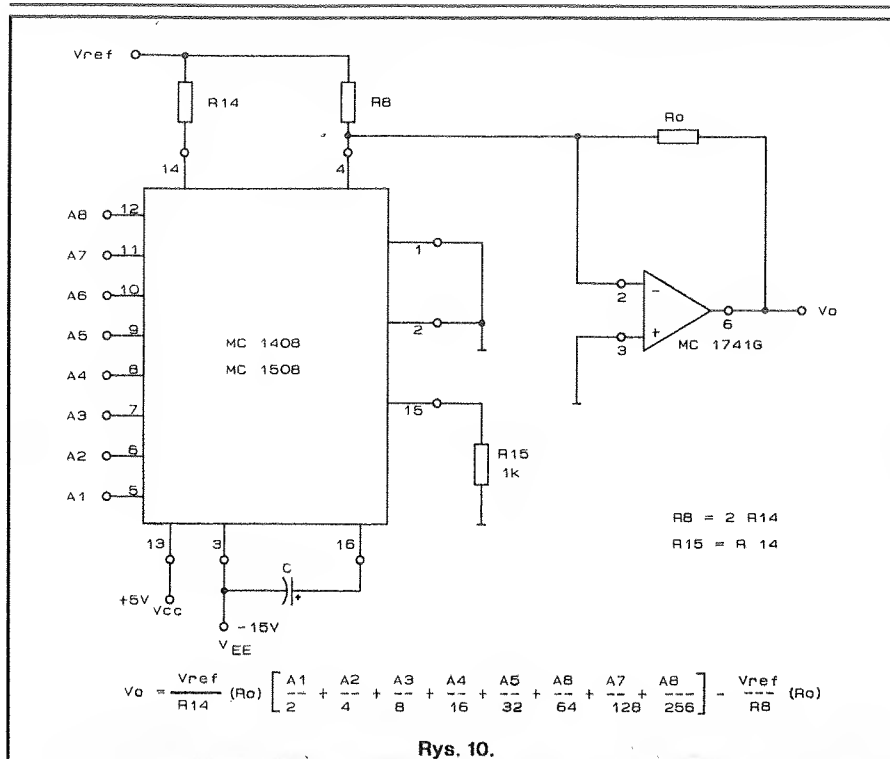 Vref
R14
R8
Ro
14
4
A8 12
A7 11
A6 10
A5 9
A4 8
A3 7
A2 6
A1 5
MC 1408
MC 1508
1
2
15
R15
1k
2
-
3
+
6
Vo
MC 1741G
R8 = 2 R14
R15 = R 14
13
3
16
C
+
+5V
Vcc
-15V
VEE
Vo = Vref/R14 (Ro) [A1/2 + A2/4 + A3/8 + A4/16 + A5/32 + A8/64 + A7/128 + A8/256] - Vref/R8 (Ro)
Rys. 10.